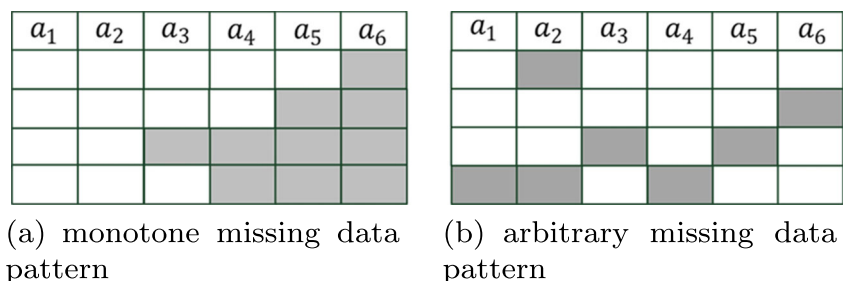 a1 a2 a3 a4 a5 a6
a1 a2 a3 a4 a5 a6
(a) monotone missing data
pattern
(b) arbitrary missing data
pattern